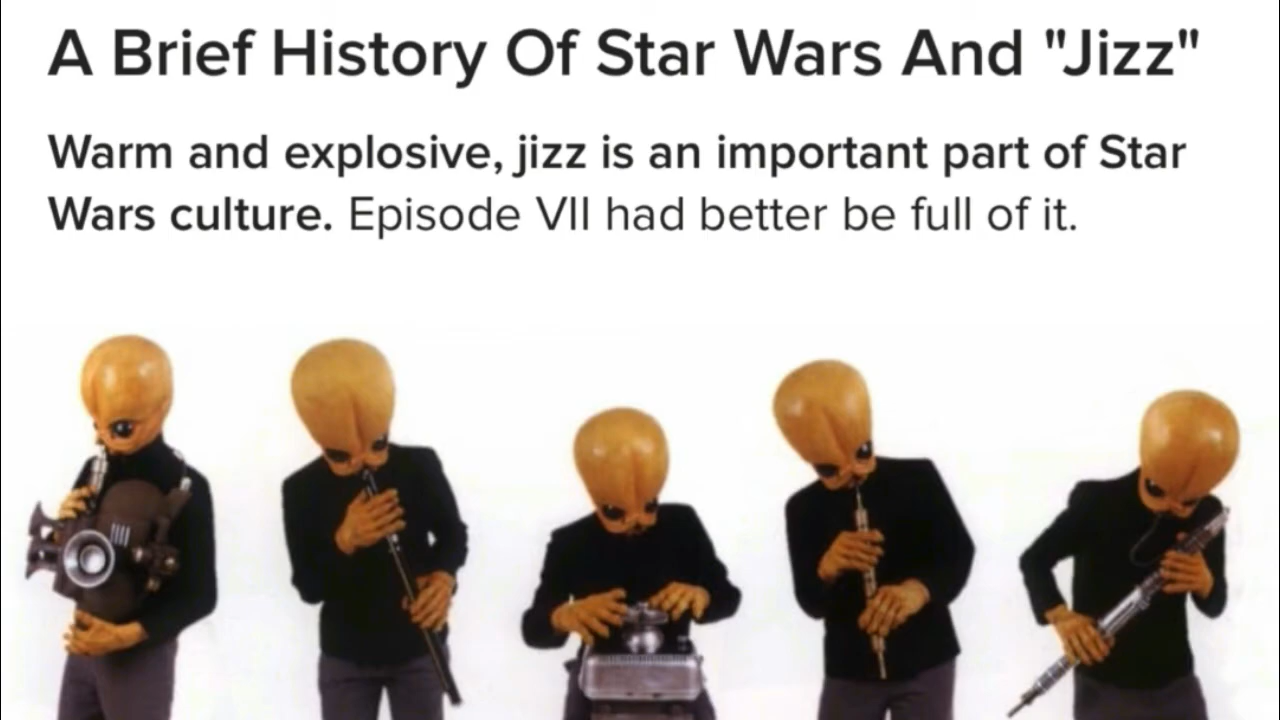 A Brief History Of Star Wars And "Jizz"
Warm and explosive, jizz is an important part of Star
Wars culture. Episode VII had better be full of it.